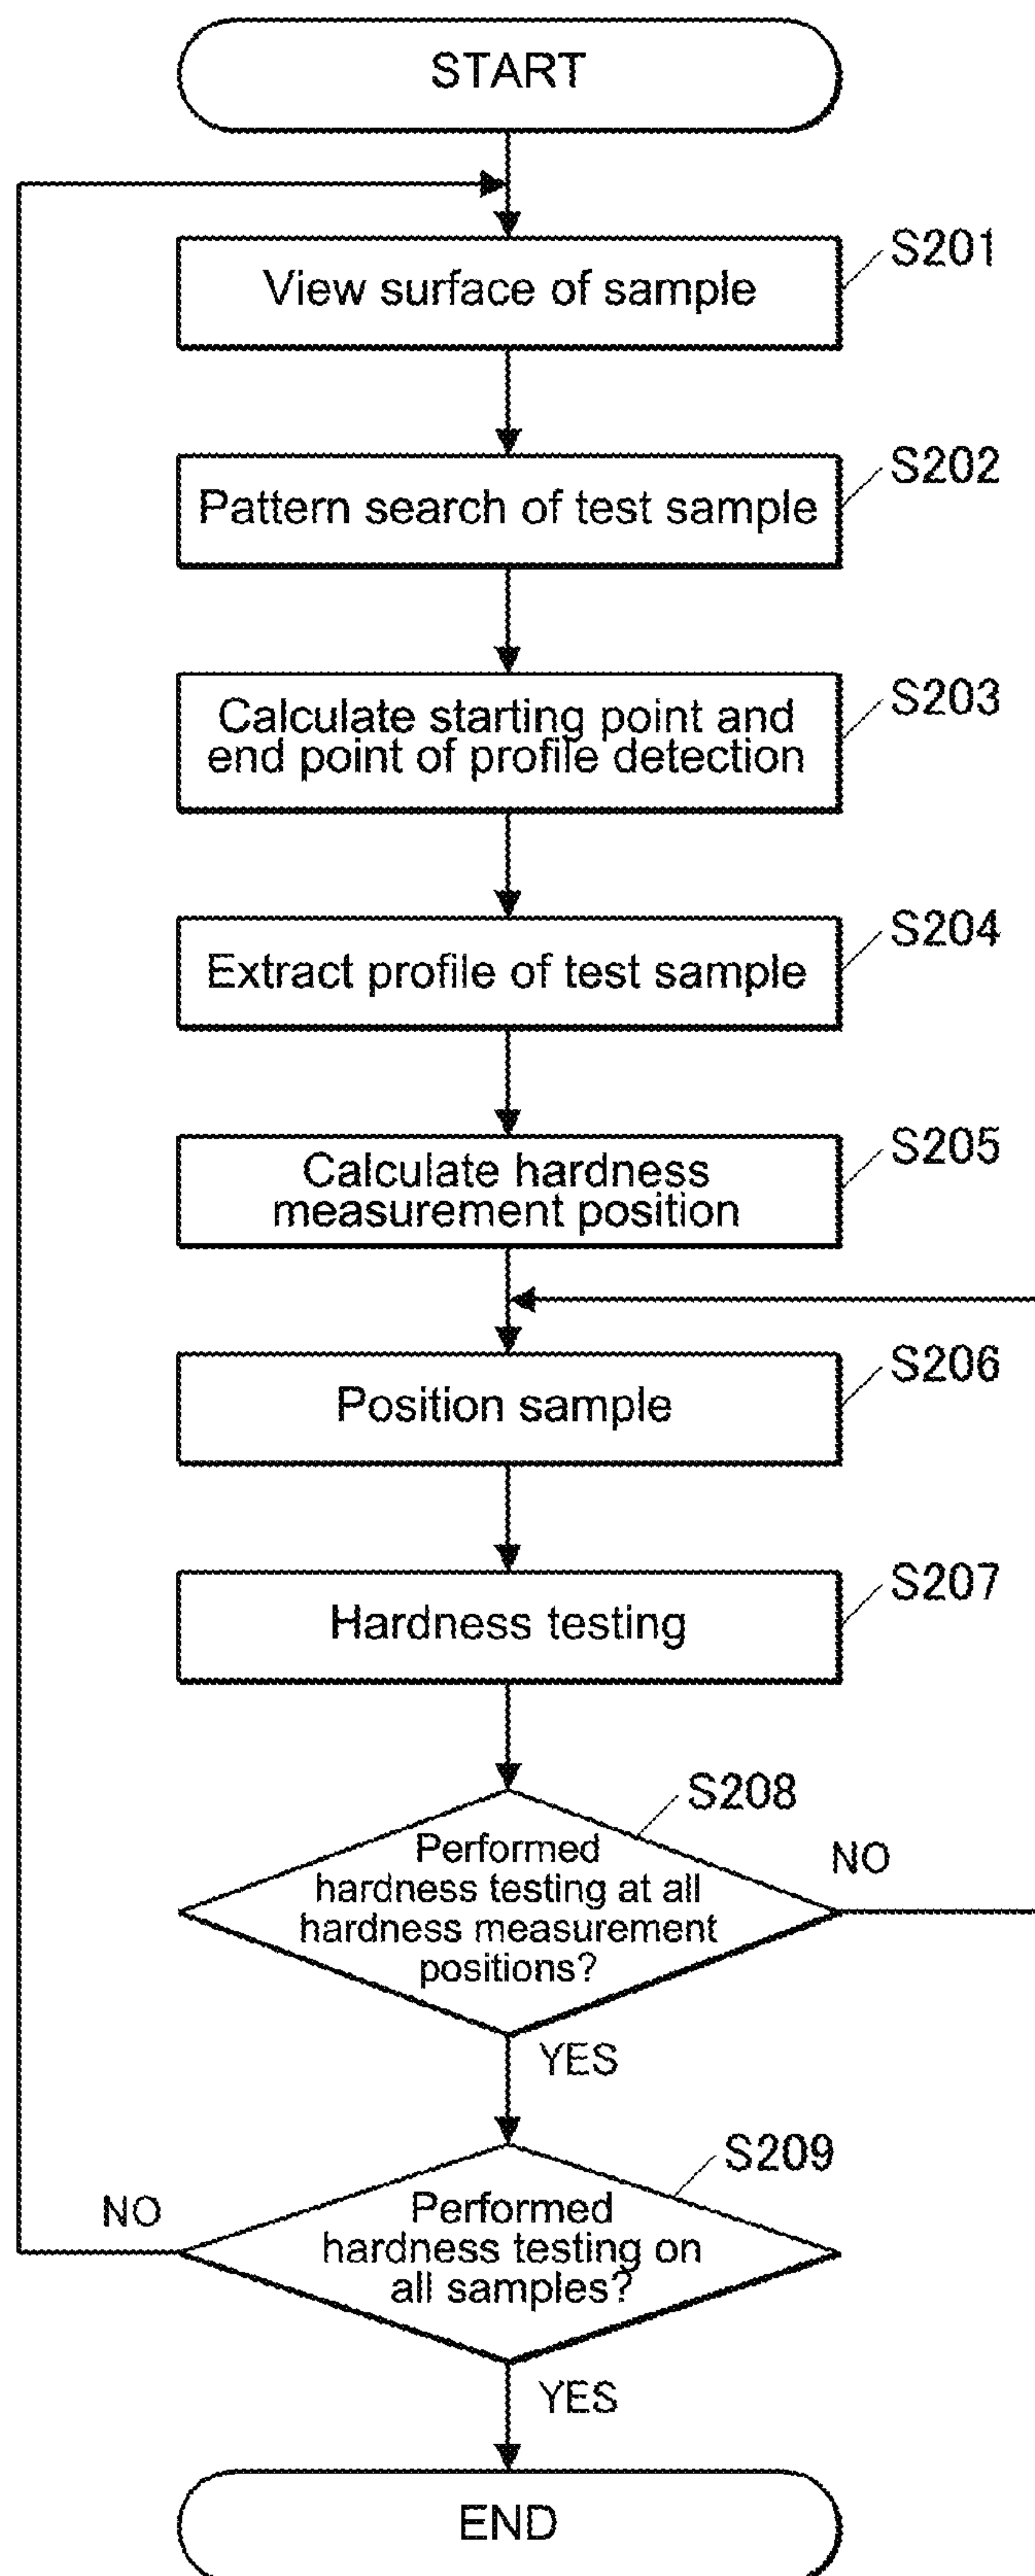 START
S201
View surface of sample
S202
Pattern search of test sample
S203
Calculate starting point and
end point of profile detection
S204
Extract profile of test sample
S205
Calculate hardness
measurement position
S206
Position sample
S207
Hardness testing
S208
Performed
hardness testing at all
hardness measurement
positions?
NO
YES
S209
Performed
hardness testing on
all samples?
NO
YES
END